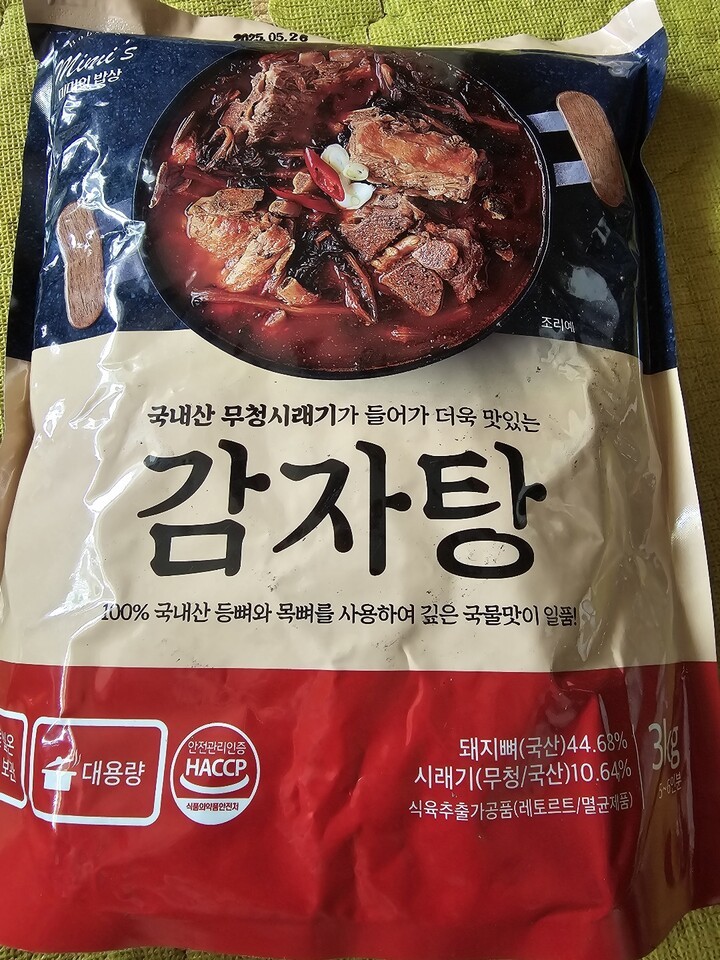 2025.05.26
Mimi's
미미의 밥상
조리예
국내산 무청시래기가 들어가 더욱 맛있는
감자탕
100% 국내산 등뼈와 목뼈를 사용하여 깊은 국물맛이 일품!
보관
대용량
안전관리인증
HACCP
식품의약품안전처
돼지뼈(국산)44.68%
시래기(무청/국산)10.64%
식육추출가공품(레토르트/멸균제품)
3kg